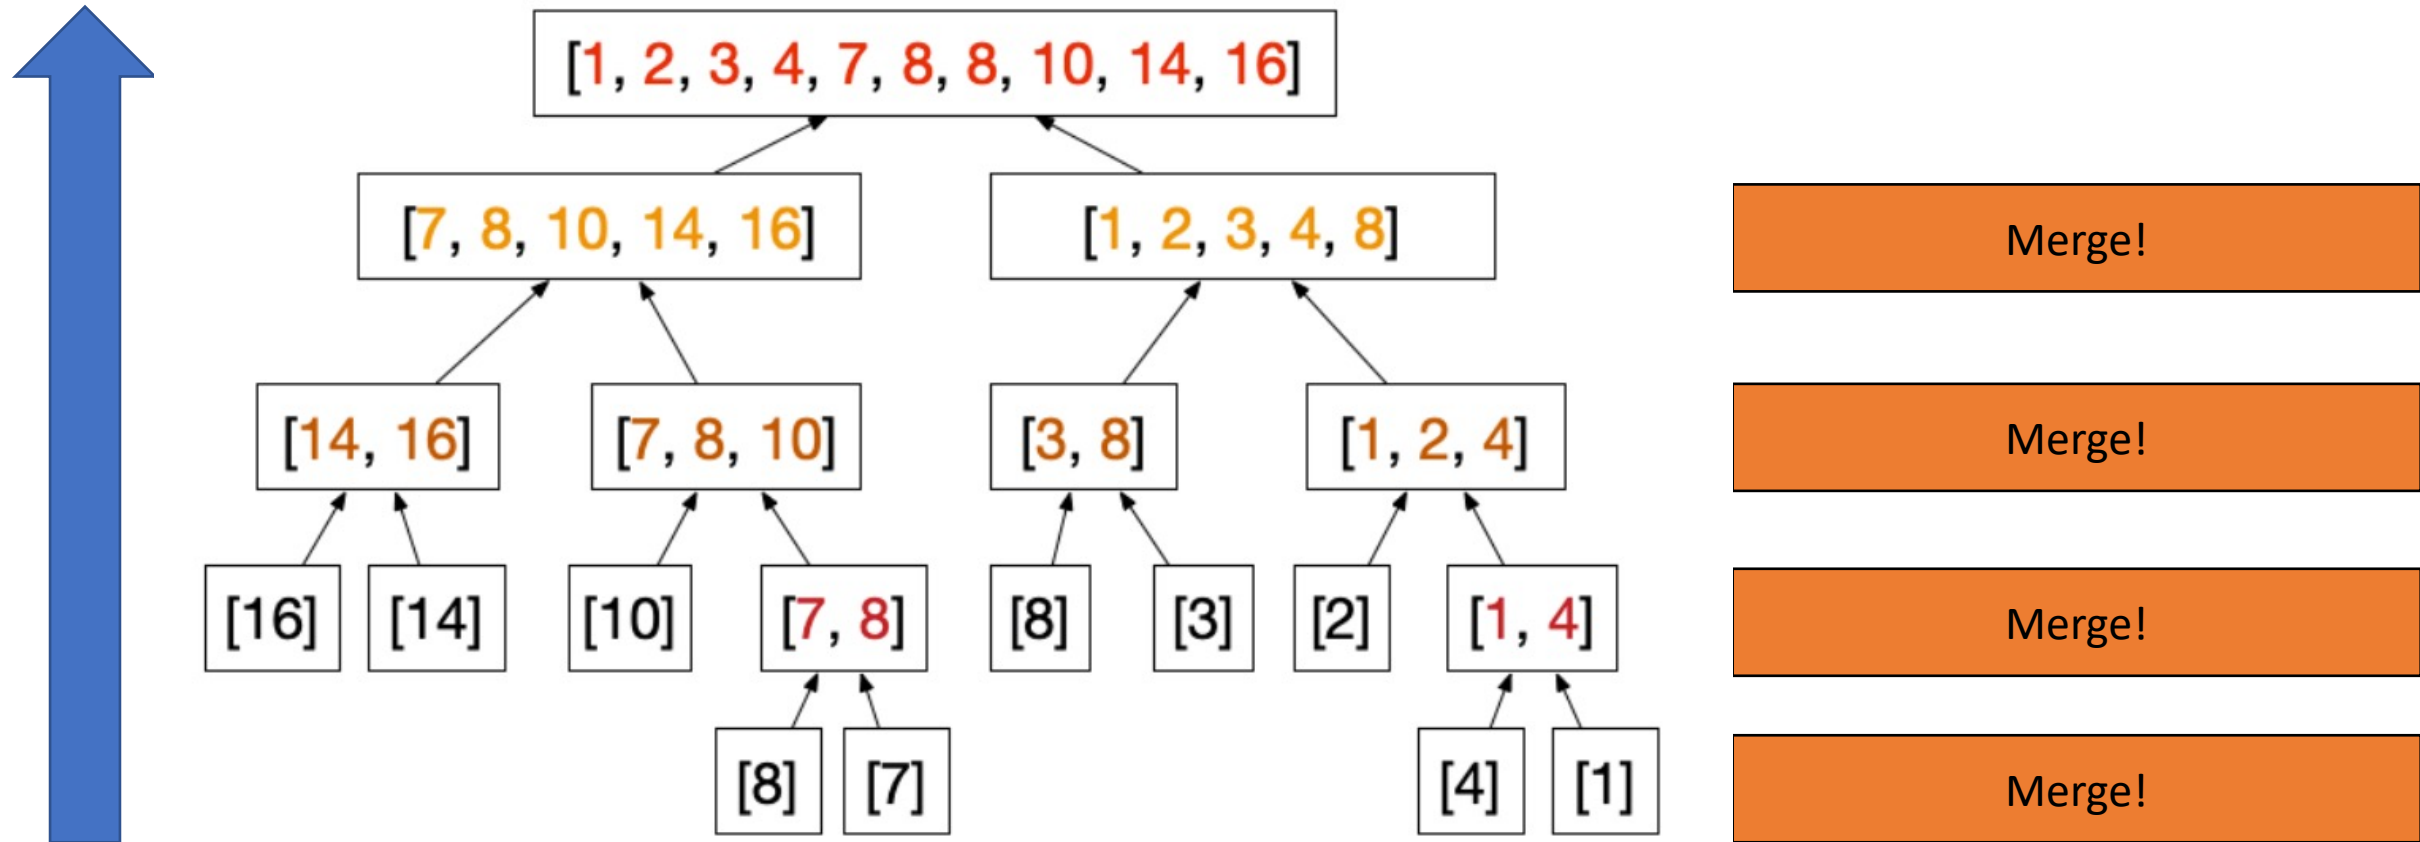 [1, 2, 3, 4, 7, 8, 8, 10, 14, 16]
[7, 8, 10, 14, 16]
[1, 2, 3, 4, 8]
Merge!
[14, 16]
[7, 8, 10]
[3, 8]
[1, 2, 4]
Merge!
[16]
[14]
[10]
[7, 8]
[8]
[3]
[2]
[1, 4]
Merge!
[8]
[7]
[4]
[1]
Merge!